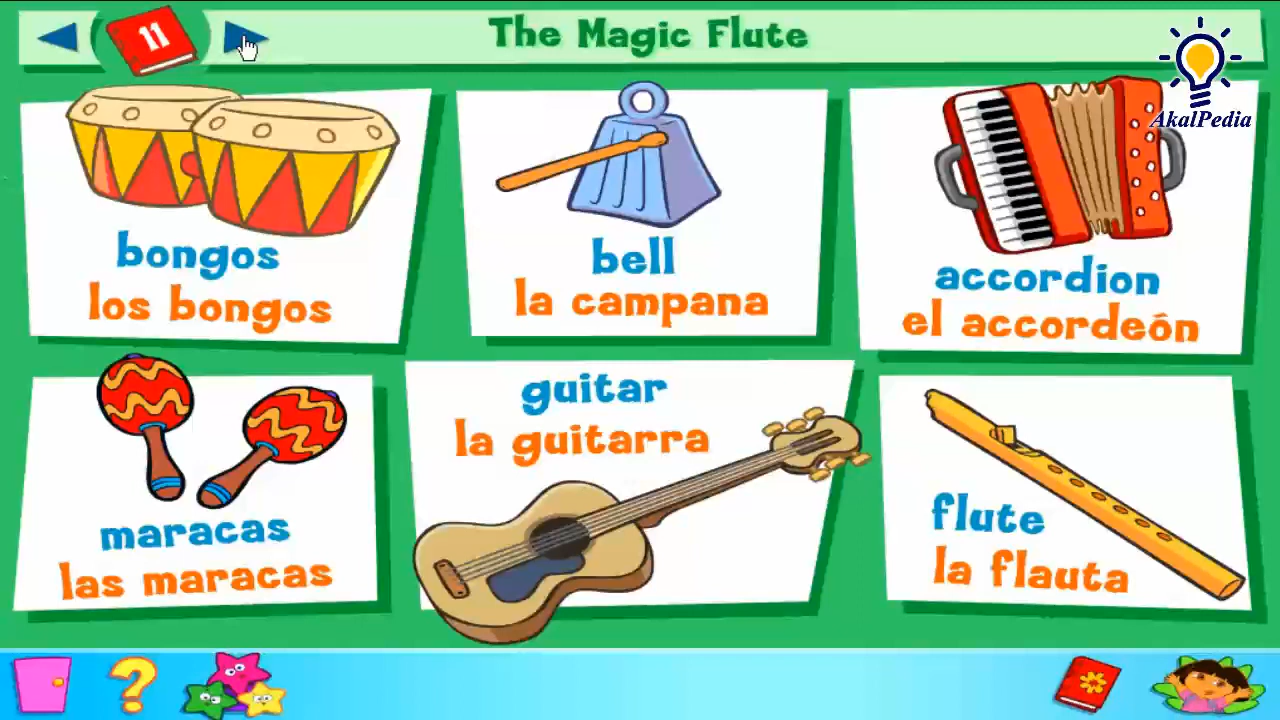 11
The Magic Flute
AkalPedia
bongos
los bongos
bell
la campana
accordion
el accordeón
maracas
las maracas
guitar
la guitarra
flute
la flauta
?